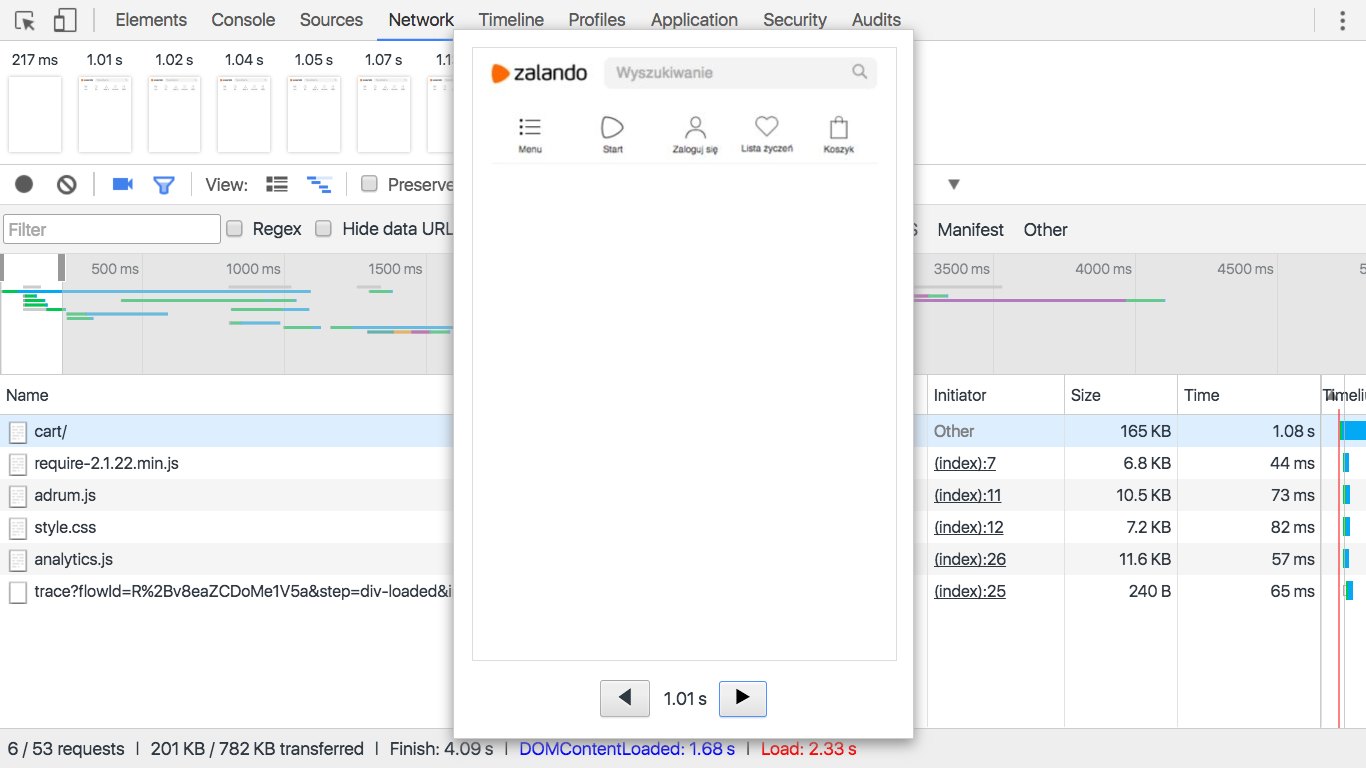 Elements Console Sources Network Timeline Profiles Application Security Audits
217 ms 1.01 s 1.02 s 1.04 s 1.05 s 1.07 s
zalando Wyszukiwanie
Menu Start Zaloguj się Lista życzeń Koszyk
View: Preserve
Filter Regex Hide data URL Manifest Other
500 ms 1000 ms 1500 ms 3500 ms 4000 ms 4500 ms
Name Initiator Size Time
cart/ Other 165 KB 1.08 s
require-2.1.22.min.js (index):7 6.8 KB 44 ms
adrum.js (index):11 10.5 KB 73 ms
style.css (index):12 7.2 KB 82 ms
analytics.js (index):26 11.6 KB 57 ms
trace?flowId=R%2Bv8eaZCDoMe1V5a&step=div-loaded&i (index):25 240 B 65 ms
1.01 s
6 / 53 requests | 201 KB / 782 KB transferred | Finish: 4.09 s | DOMContentLoaded: 1.68 s | Load: 2.33 s